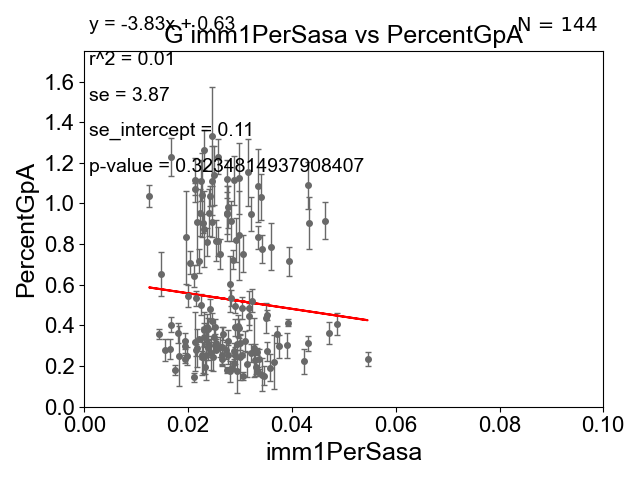 y = -3.83x + 0.63
N = 144
G imm1PerSasa vs PercentGpA
r^2 = 0.01
se = 3.87
se_intercept = 0.11
p-value = 0.3234814937908407
PercentGpA
1.6
1.4
1.2
1.0
0.8
0.6
0.4
0.2
0.0
0.00 0.02 0.04 0.06 0.08 0.10
imm1PerSasa